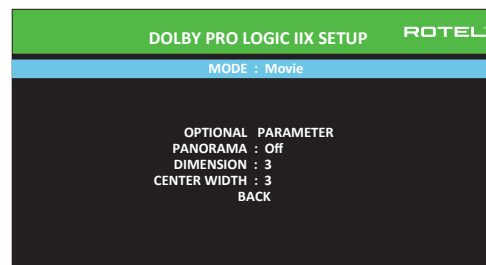 DOLBY PRO LOGIC IIX SETUP ROTEL
MODE : Movie
OPTIONAL PARAMETER
PANORAMA : Off
DIMENSION : 3
CENTER WIDTH : 3
BACK